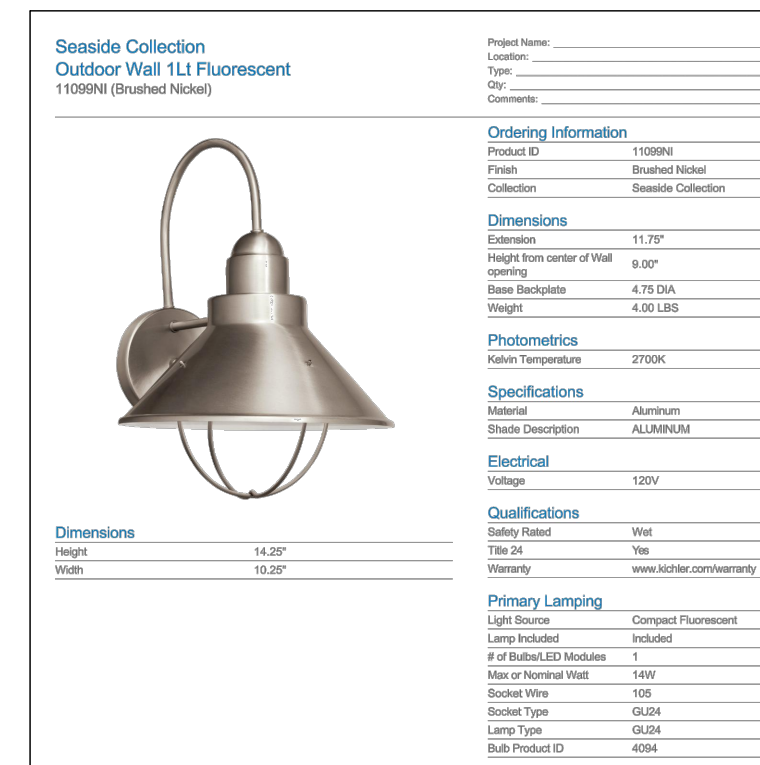 Seaside Collection
Outdoor Wall 1Lt Fluorescent
11099NI (Brushed Nickel)
Project Name:
Location:
Type:
Qty:
Comments:
Ordering Information
Product ID 11099NI
Finish Brushed Nickel
Collection Seaside Collection
Dimensions
Extension 11.75"
Height from center of Wall
opening 9.00"
Base Backplate 4.75 DIA
Weight 4.00 LBS
Photometrics
Kelvin Temperature 2700K
Specifications
Material Aluminum
Shade Description ALUMINUM
Electrical
Voltage 120V
Qualifications
Safety Rated Wet
Title 24 Yes
Warranty www.kichler.com/warranty
Primary Lamping
Light Source Compact Fluorescent
Lamp Included Included
# of Bulbs/LED Modules 1
Max or Nominal Watt 14W
Socket Wire 105
Socket Type GU24
Lamp Type GU24
Bulb Product ID 4094
Dimensions
Height 14.25"
Width 10.25"